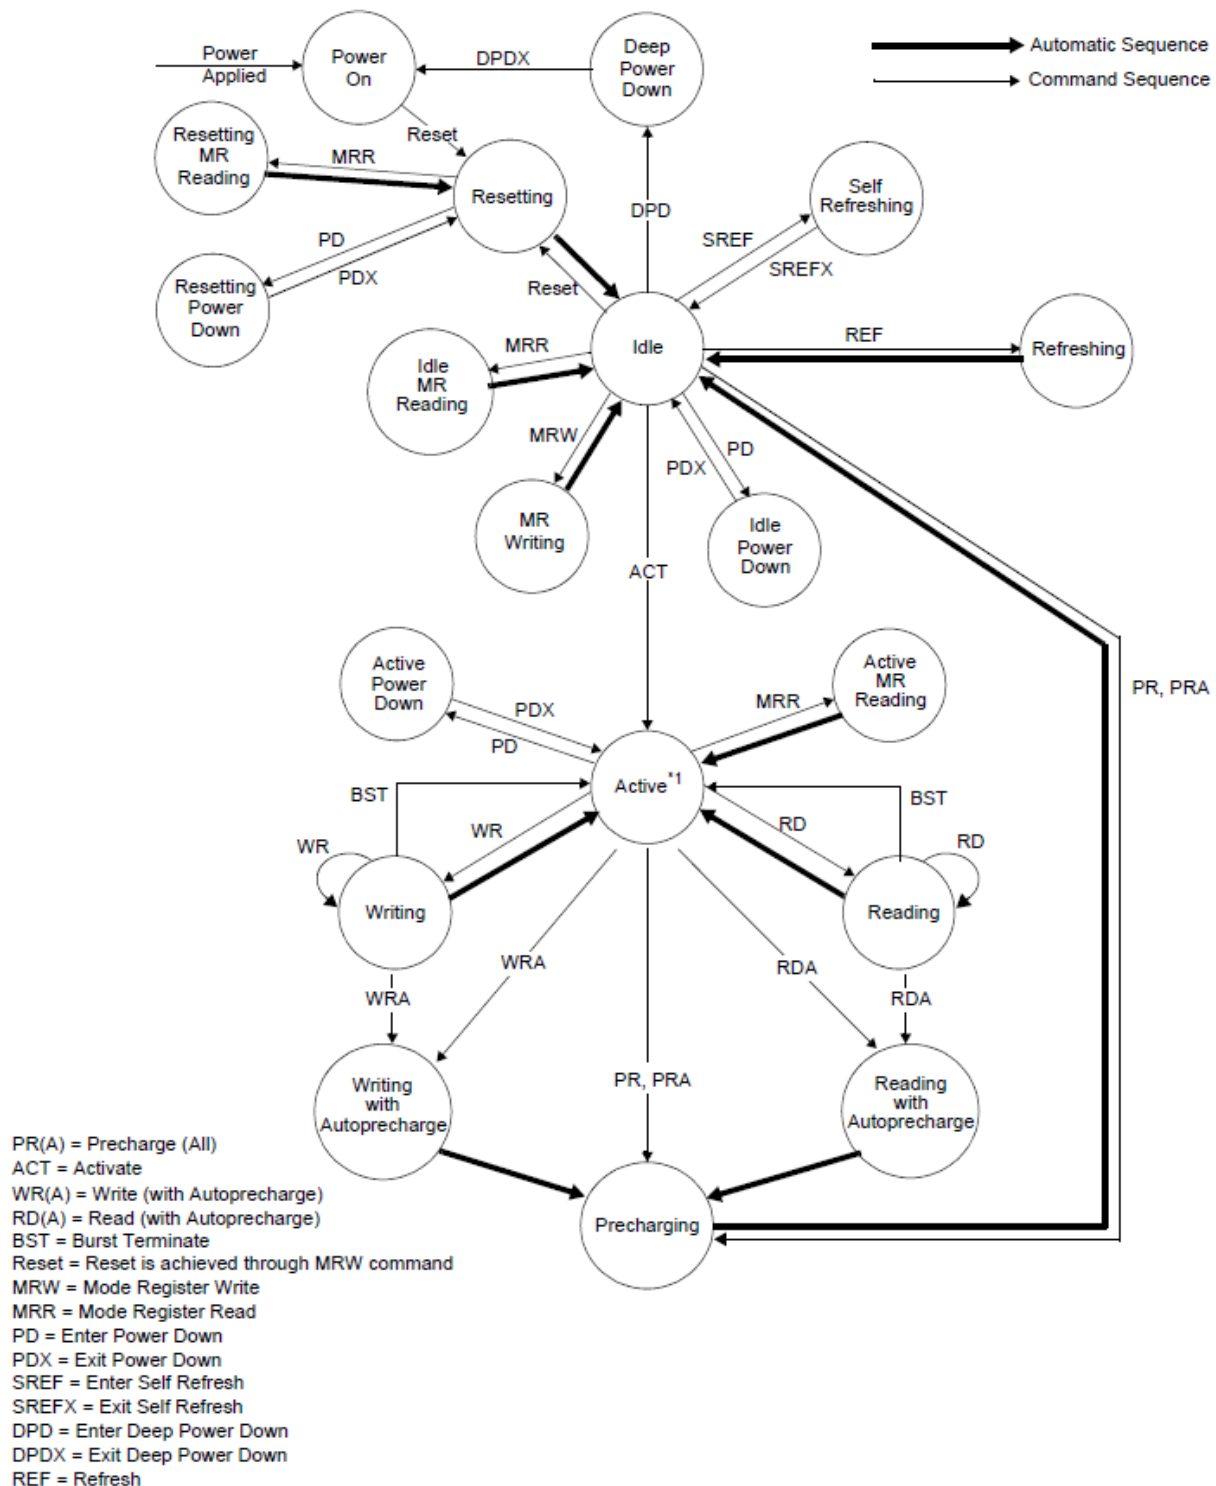 Power
Applied
Power
On
DPDX
Deep
Power
Down
Automatic Sequence
Command Sequence
Reset
Resetting
MR
Reading
MRR
Resetting
DPD
Self
Refreshing
SREF
SREFX
PD
PDX
Resetting
Power
Down
Reset
Idle
REF
Refreshing
MRR
Idle
MR
Reading
MRW
PD
PDX
MR
Writing
Idle
Power
Down
ACT
Active
Power
Down
Active
MR
Reading
PR, PRA
PDX
PD
MRR
Active*1
BST
BST
WR
RD
WR
RD
Writing
Reading
WRA
RDA
WRA
RDA
PR, PRA
Writing
with
Autoprecharge
Reading
with
Autoprecharge
Precharging
PR(A) = Precharge (All)
ACT = Activate
WR(A) = Write (with Autoprecharge)
RD(A) = Read (with Autoprecharge)
BST = Burst Terminate
Reset = Reset is achieved through MRW command
MRW = Mode Register Write
MRR = Mode Register Read
PD = Enter Power Down
PDX = Exit Power Down
SREF = Enter Self Refresh
SREFX = Exit Self Refresh
DPD = Enter Deep Power Down
DPDX = Exit Deep Power Down
REF = Refresh